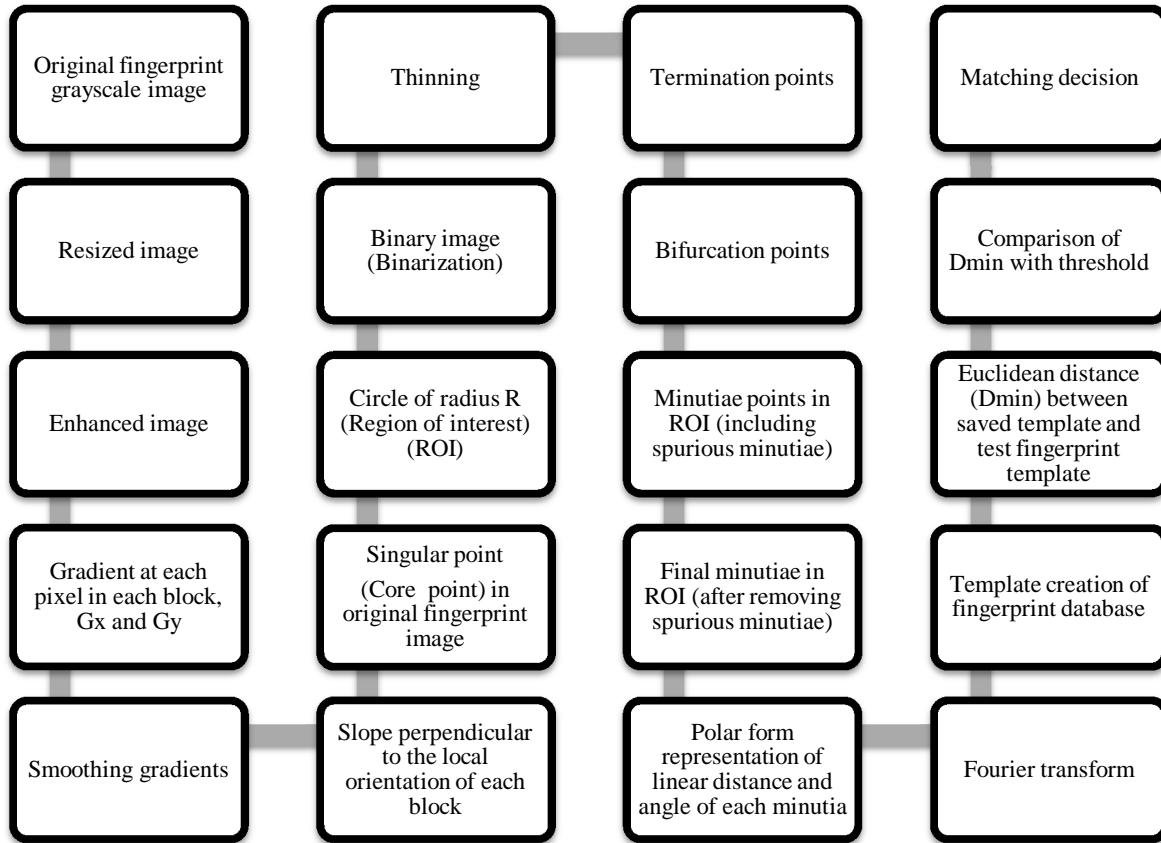 Original fingerprint
grayscale image
Resized image
Enhanced image
Gradient at each
pixel in each block,
Gx and Gy
Smoothing gradients
Slope perpendicular
to the local
orientation of each
block
Singular point
(Core point) in
original fingerprint
image
Circle of radius R
(Region of interest)
(ROI)
Binary image
(Binarization)
Thinning
Termination points
Bifurcation points
Minutiae points in
ROI (including
spurious minutiae)
Final minutiae in
ROI (after removing
spurious minutiae)
Polar form
representation of
linear distance and
angle of each minutia
Fourier transform
Template creation of
fingerprint database
Euclidean distance
(Dmin) between
saved template and
test fingerprint
template
Comparison of
Dmin with threshold
Matching decision